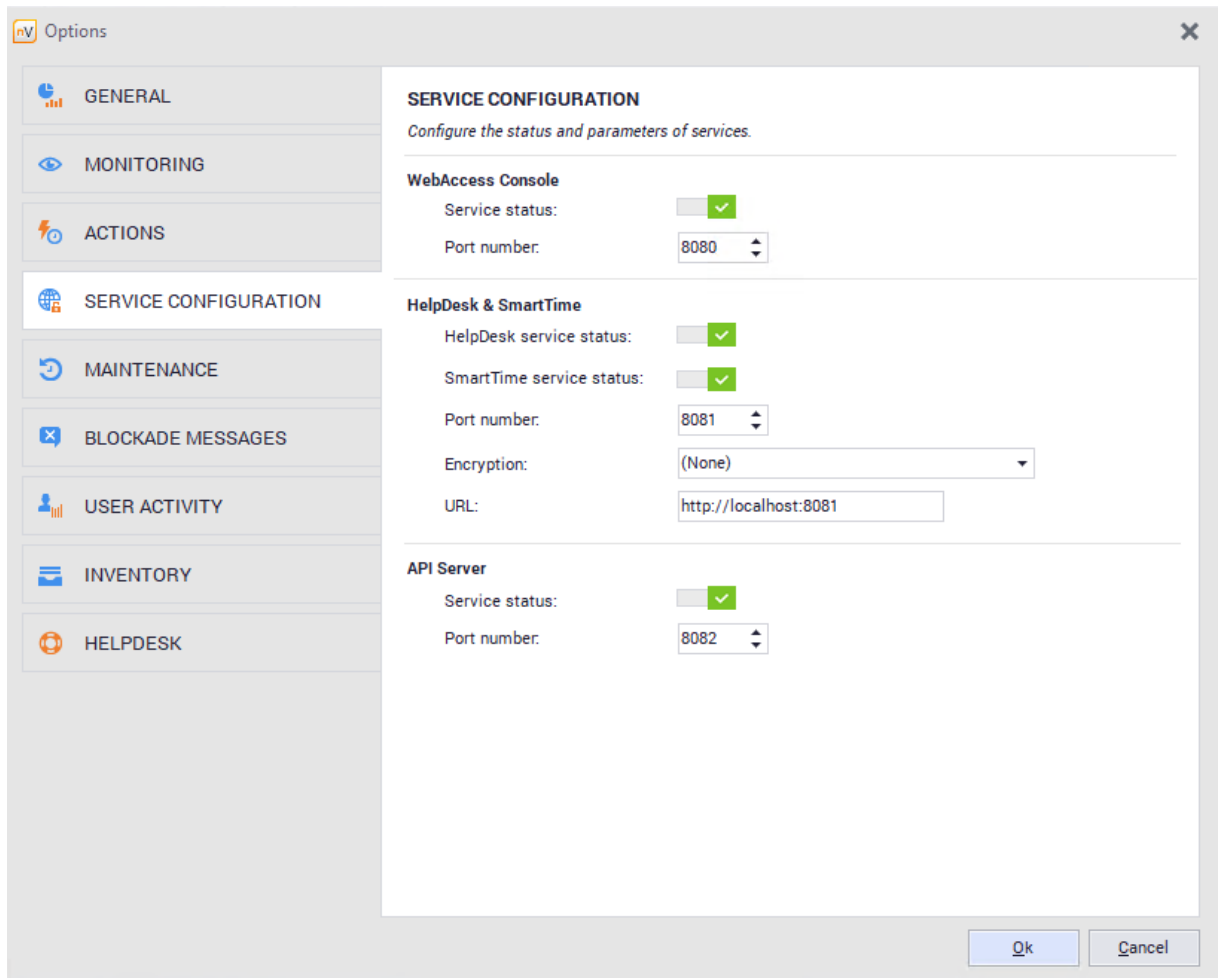 nV Options
GENERAL
MONITORING
ACTIONS
SERVICE CONFIGURATION
MAINTENANCE
BLOCKADE MESSAGES
USER ACTIVITY
INVENTORY
HELPDESK
SERVICE CONFIGURATION
Configure the status and parameters of services.
WebAccess Console
Service status:
Port number: 8080
HelpDesk & SmartTime
HelpDesk service status:
SmartTime service status:
Port number: 8081
Encryption: (None)
URL: http://localhost:8081
API Server
Service status:
Port number: 8082
Ok Cancel